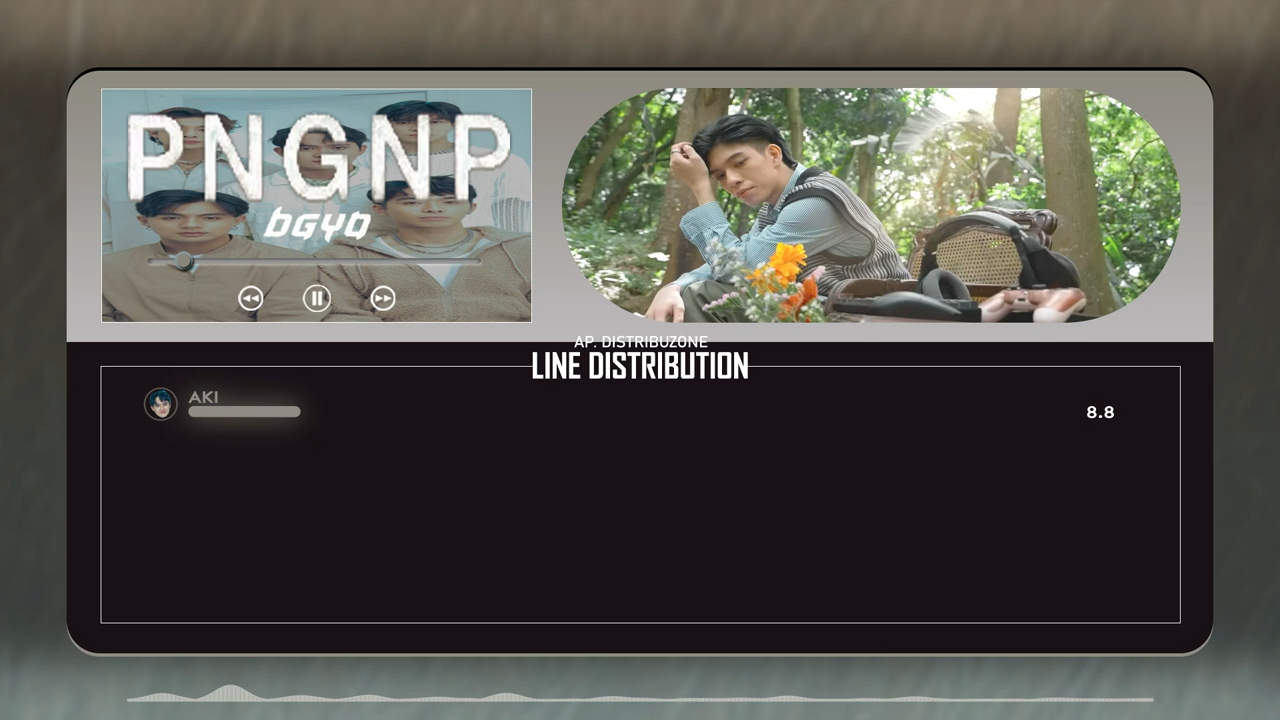 PNGNP
BGYO
AP. DISTRIBUZONE
LINE DISTRIBUTION
AKI
8.8